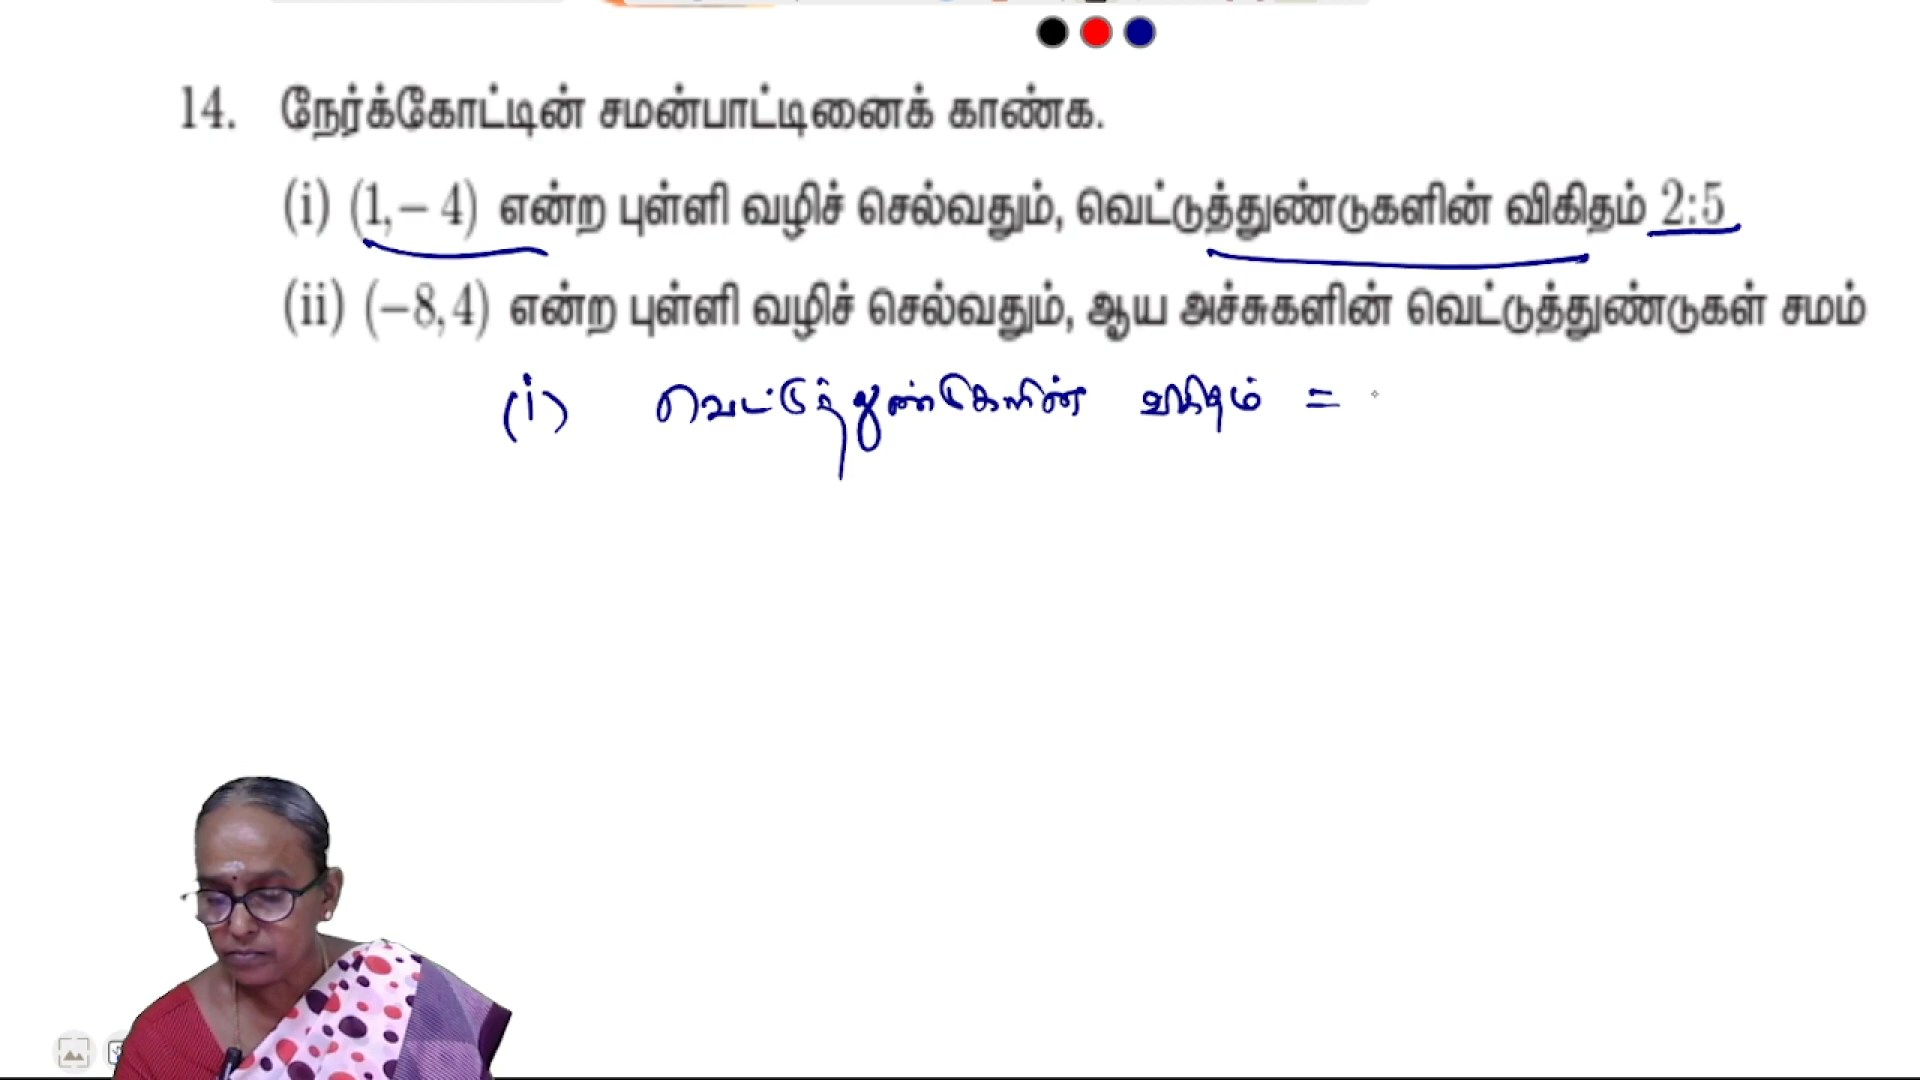 14. நேர்க்கோட்டின் சமன்பாட்டினைக் காண்க.
(i) (1,– 4) என்ற புள்ளி வழிச் செல்வதும், வெட்டுத்துண்டுகளின் விகிதம் 2:5
(ii) (–8,4) என்ற புள்ளி வழிச் செல்வதும், ஆய அச்சுகளின் வெட்டுத்துண்டுகள் சமம்
(i) வெட்டுத்துண்டுகளின் விகிதம் =